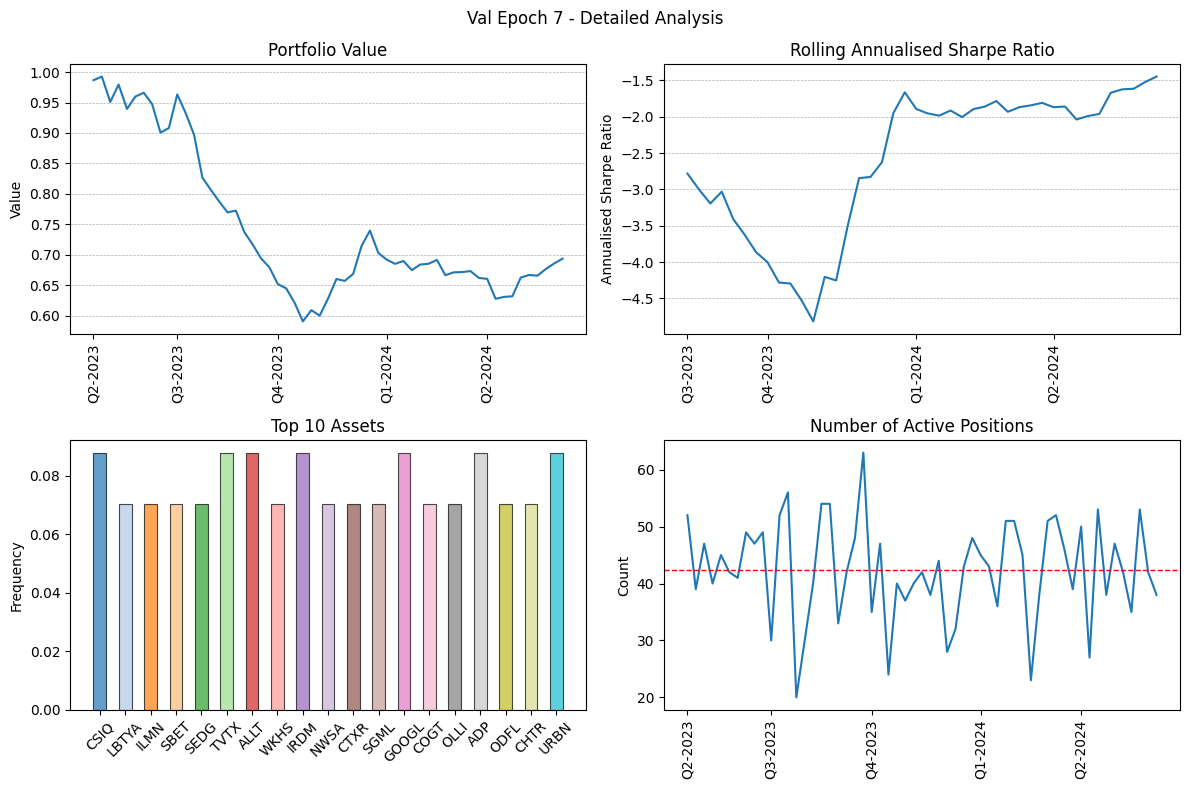 Val Epoch 7 - Detailed Analysis
Portfolio Value
Value
1.00
0.95
0.90
0.85
0.80
0.75
0.70
0.65
0.60
Q2-2023
Q3-2023
Q4-2023
Q1-2024
Q2-2024
Rolling Annualised Sharpe Ratio
Annualised Sharpe Ratio
−1.5
−2.0
−2.5
−3.0
−3.5
−4.0
−4.5
Q3-2023
Q4-2023
Q1-2024
Q2-2024
Top 10 Assets
Frequency
0.08
0.06
0.04
0.02
0.00
CSIQ
LBTYA
ILMN
SBET
SEDG
TVTX
ALLT
WKHS
IRDM
NWSA
CTXR
SGML
GOOGL
COGT
OLLI
ADP
ODFL
CHTR
URBN
Number of Active Positions
Count
60
50
40
30
20
Q2-2023
Q3-2023
Q4-2023
Q1-2024
Q2-2024